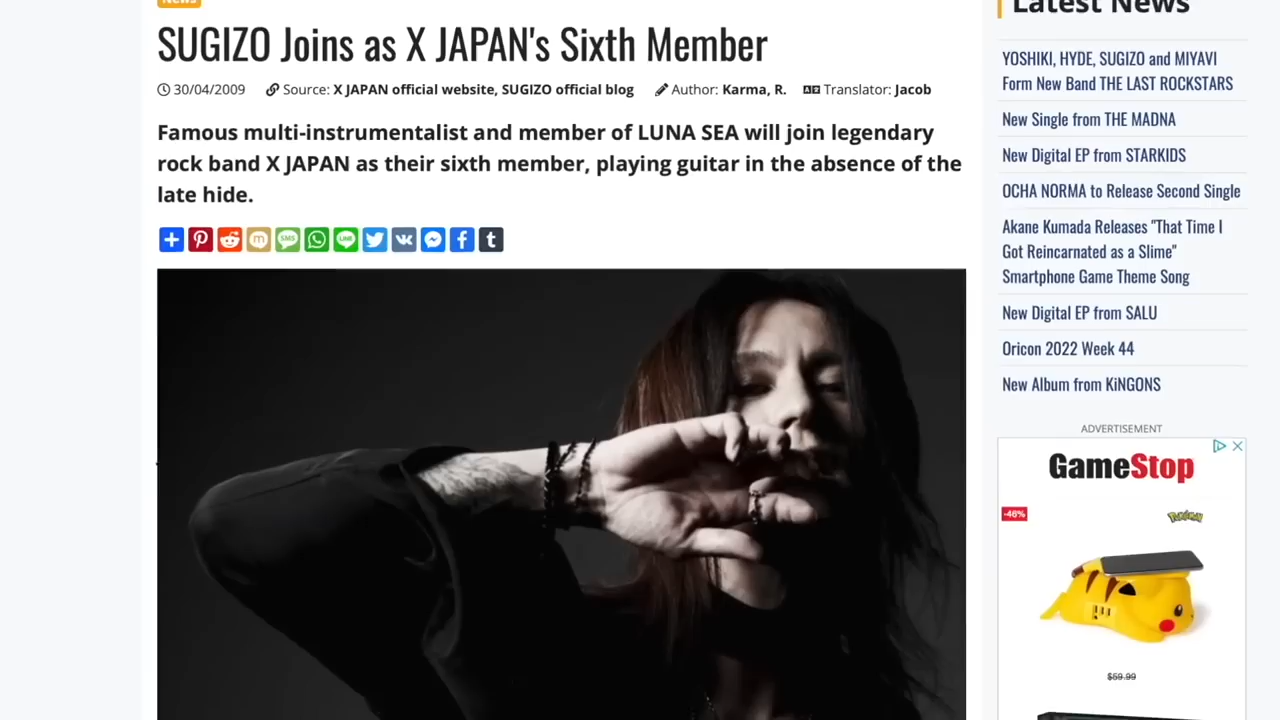 News
SUGIZO Joins as X JAPAN's Sixth Member
30/04/2009 Source: X JAPAN official website, SUGIZO official blog Author: Karma, R. Translator: Jacob
Famous multi-instrumentalist and member of LUNA SEA will join legendary
rock band X JAPAN as their sixth member, playing guitar in the absence of the
late hide.
SMS
LINE
Latest News
YOSHIKI, HYDE, SUGIZO and MIYAVI
Form New Band THE LAST ROCKSTARS
New Single from THE MADNA
New Digital EP from STARKIDS
OCHA NORMA to Release Second Single
Akane Kumada Releases "That Time I
Got Reincarnated as a Slime"
Smartphone Game Theme Song
New Digital EP from SALU
Oricon 2022 Week 44
New Album from KiNGONS
ADVERTISEMENT
GameStop
-46%
POKéMON
$59.99